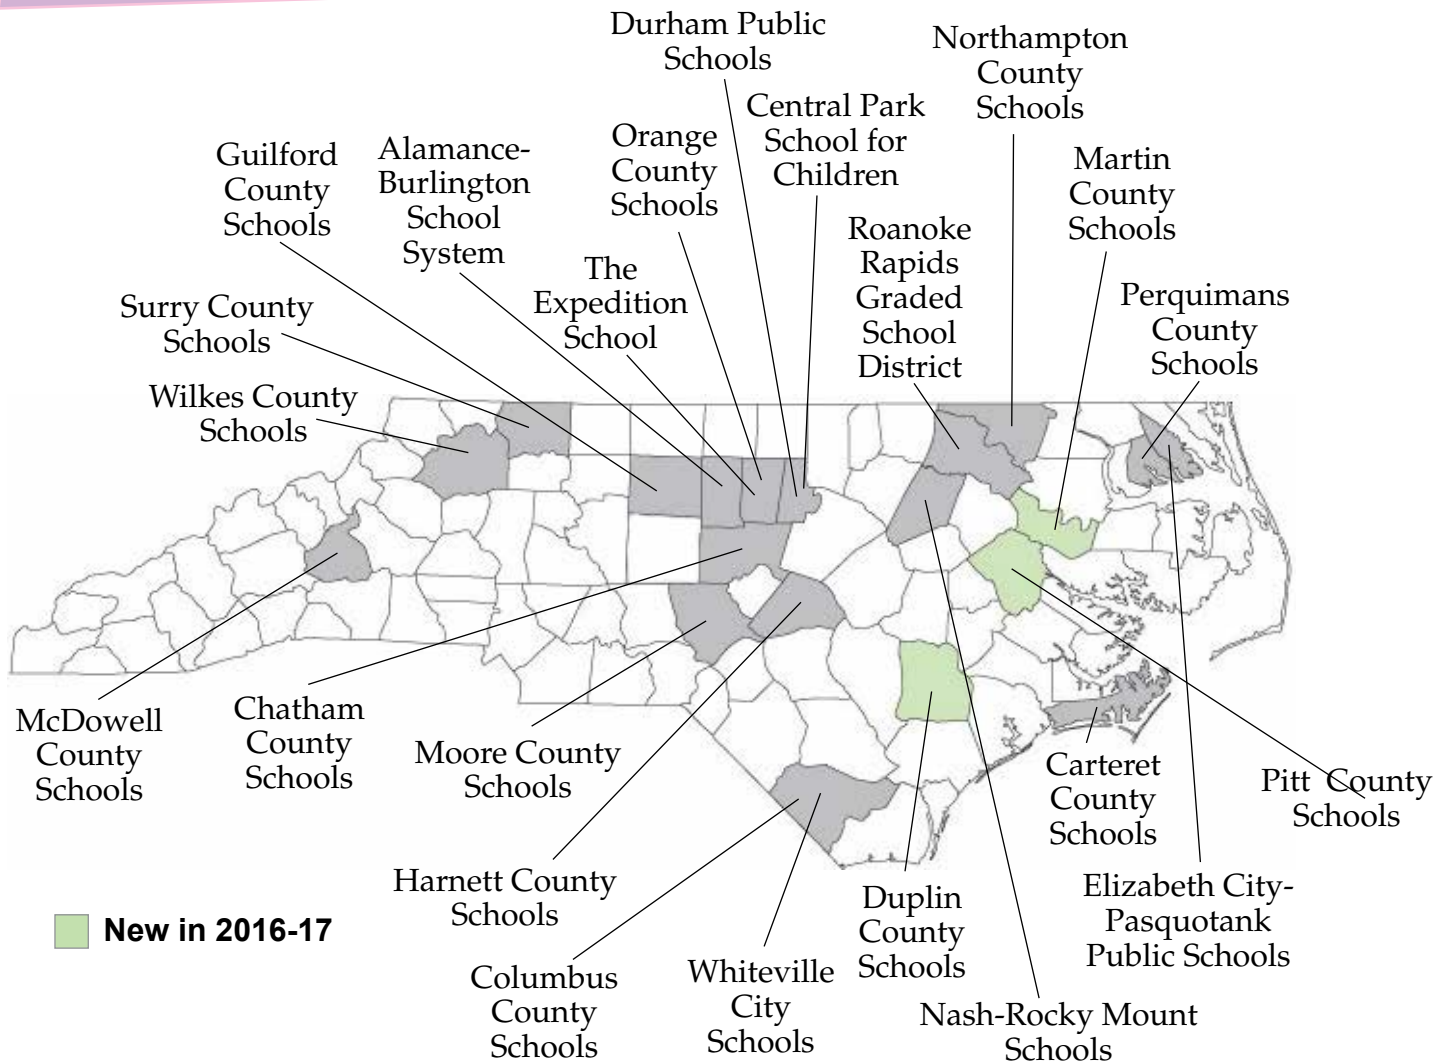 Durham Public
Schools
Northampton
County
Schools
Central Park
School for
Children
Orange
County
Schools
Alamance-
Burlington
School
System
Guilford
County
Schools
Martin
County
Schools
Roanoke
Rapids
Graded
School
District
The
Expedition
School
Perquimans
County
Schools
Surry County
Schools
Wilkes County
Schools
McDowell
County
Schools
Chatham
County
Schools
Moore County
Schools
Carteret
County
Schools
Pitt County
Schools
Harnett County
Schools
Duplin
County
Schools
Elizabeth City-
Pasquotank
Public Schools
New in 2016-17
Columbus
County
Schools
Whiteville
City
Schools
Nash-Rocky Mount
Schools